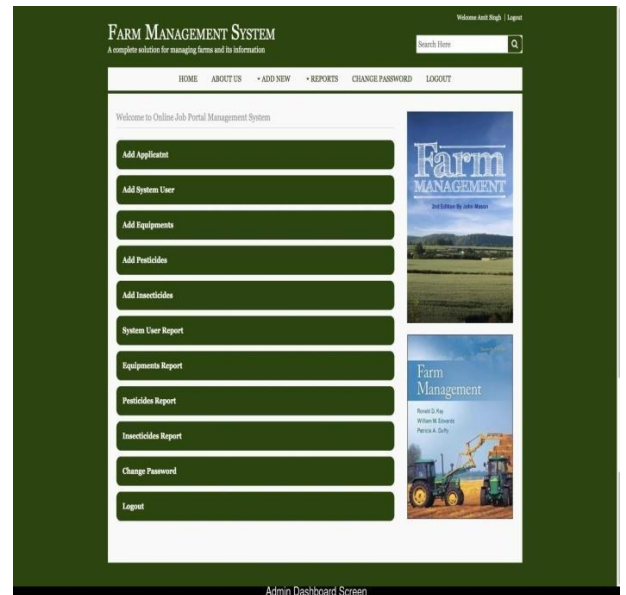 Welcome Amit Singh | Logout
FARM MANAGEMENT SYSTEM
A complete solution for managing farms and its information
Search Here
HOME ABOUT US ADD NEW REPORTS CHANGE PASSWORD LOGOUT
Welcome to Online Job Portal Management System
Add Applicatnt
Add System User
Add Equipments
Add Pesticides
Add Insecticides
System User Report
Equipments Report
Pesticides Report
Insecticides Report
Change Password
Logout
Farm
MANAGEMENT
2nd Edition By John Mason
Farm
Management
Ronald D. Kay
William M. Edwards
Patricia A. Duffy
Admin Dashboard Screen